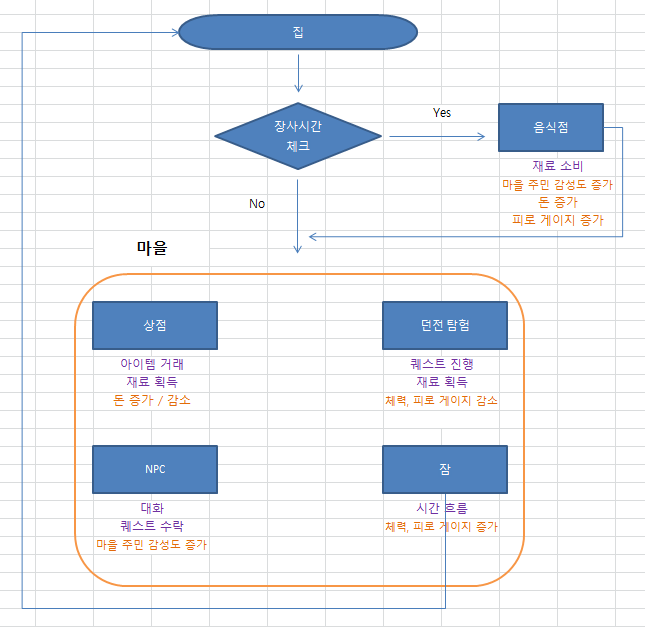 집
장사시간
체크
Yes
음식점
재료 소비
마을 주민 감성도 증가
돈 증가
피로 게이지 증가
No
마을
상점
아이템 거래
재료 획득
돈 증가 / 감소
던전 탐험
퀘스트 진행
재료 획득
체력, 피로 게이지 감소
NPC
대화
퀘스트 수락
마을 주민 감성도 증가
잠
시간 흐름
체력, 피로 게이지 증가